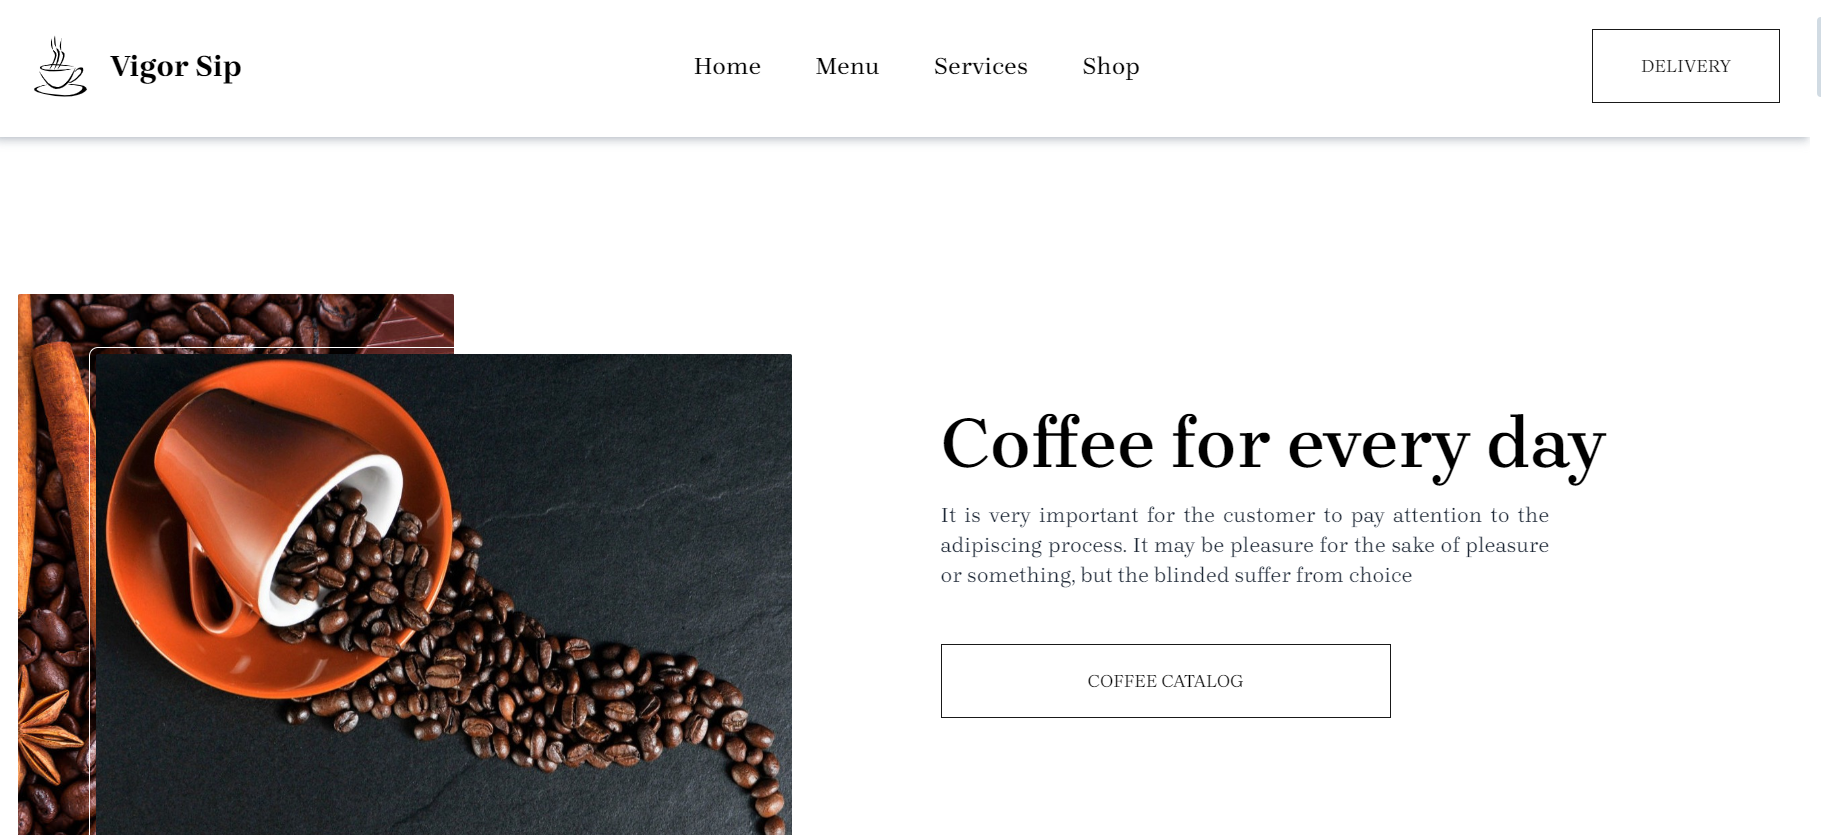 Vigor Sip
Home
Menu
Services
Shop
DELIVERY
Coffee for every day
It is very important for the customer to pay attention to the
adipiscing process. It may be pleasure for the sake of pleasure
or something, but the blinded suffer from choice
COFFEE CATALOG